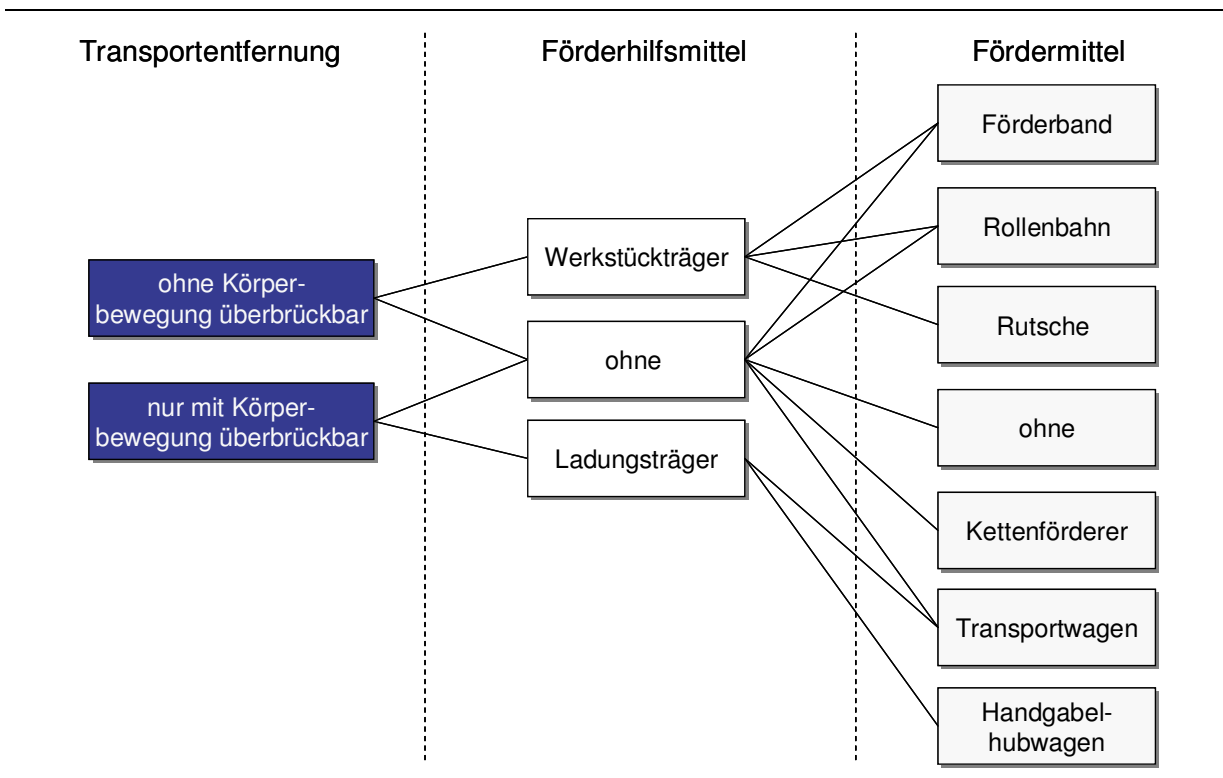 Transportentfernung
Förderhilfsmittel
Fördermittel
ohne Körper-
bewegung überbrückbar
nur mit Körper-
bewegung überbrückbar
Werkstückträger
ohne
Ladungsträger
Förderband
Rollenbahn
Rutsche
ohne
Kettenförderer
Transportwagen
Handgabel-
hubwagen